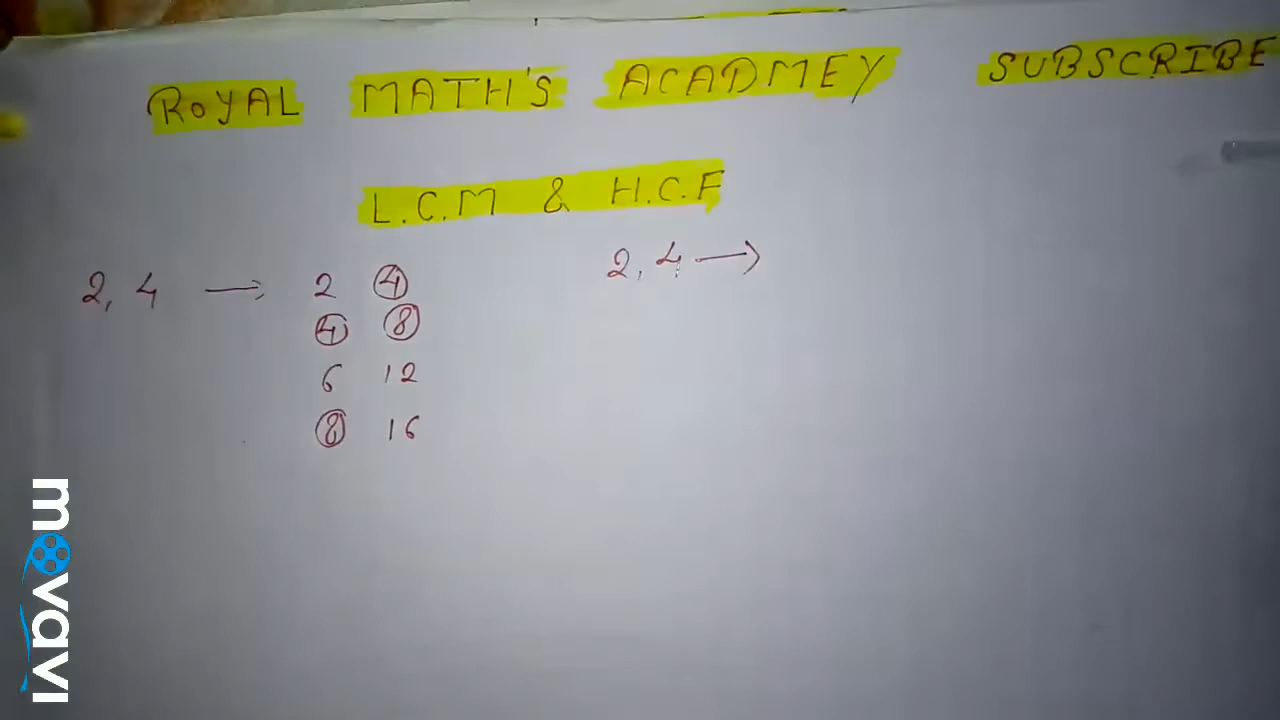 ROYAL MATH'S ACADMEY SUBSCRIBE
L.C.M & H.C.F
2, 4 → 2 4
4 8
6 12
8 16
2, 4 →
movavi